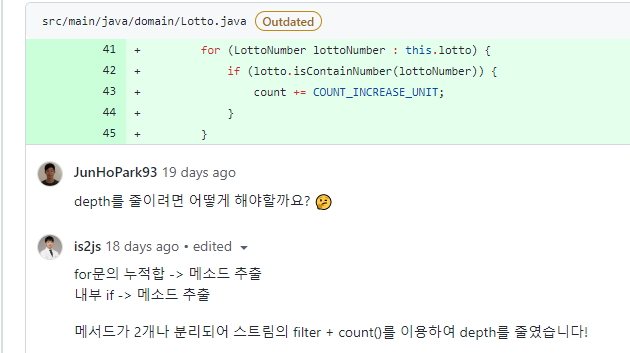 src/main/java/domain/Lotto.java Outdated
41 + for (LottoNumber lottoNumber : this.lotto) {
42 + if (lotto.isContainNumber(lottoNumber)) {
43 + count += COUNT_INCREASE_UNIT;
44 + }
45 + }
JunHoPark93 19 days ago
depth를 줄이려면 어떻게 해야할까요? 🤔
is2js 18 days ago • edited
for문의 누적합 -> 메소드 추출
내부 if -> 메소드 추출
메서드가 2개나 분리되어 스트림의 filter + count()를 이용하여 depth를 줄였습니다!